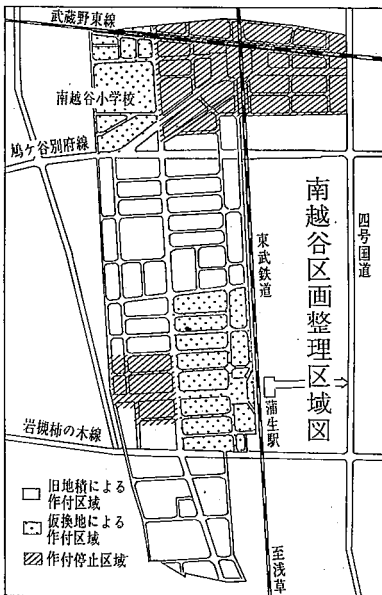 武蔵野東線
南越谷小学校
鳩ケ谷別府線
南越谷区画整理区域図
四号国道
東武鉄道
蒲生駅
岩槻柿の木線
旧地積による
作付区域
仮換地による
作付区域
作付停止区域
至浅草